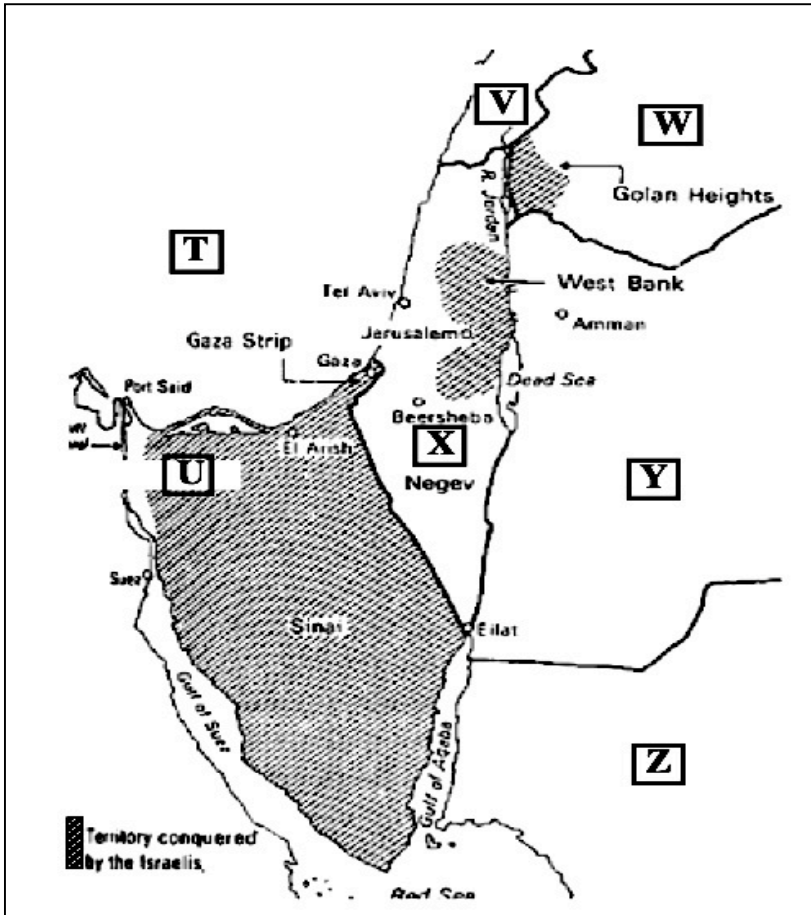 V
W
R. Jordan
Golan Heights
T
West Bank
Tel Aviv
Amman
Jerusalem
Gaza Strip
Gaza
Dead Sea
Port Said
Beersheba
El Arish
X
U
Negev
Y
Suez
Sinai
Eilat
Gulf of Suez
Gulf of Aqaba
Z
Territory conquered
by the Israelis.
Red Sea